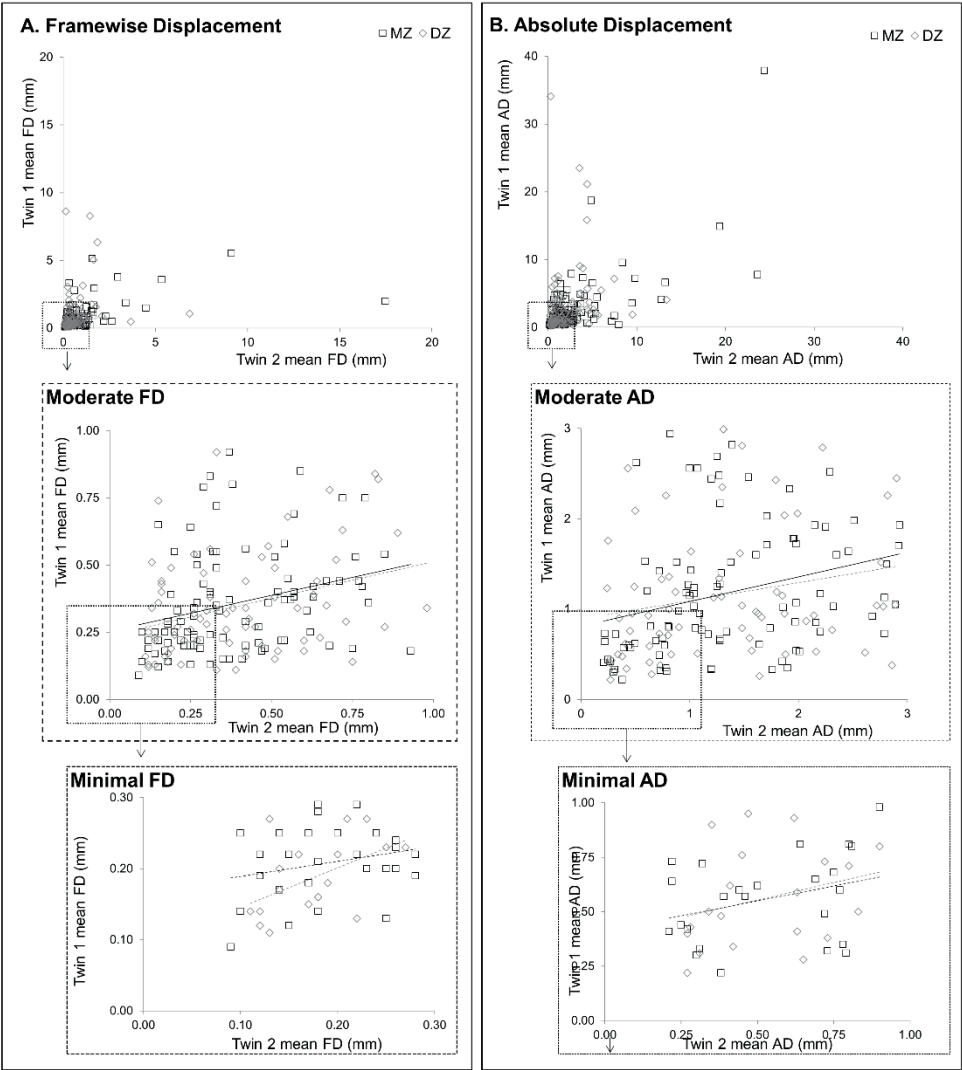 A. Framewise Displacement
MZ DZ
20
15
10
5
0
0 5 10 15 20
Twin 1 mean FD (mm)
Twin 2 mean FD (mm)
Moderate FD
1.00
0.75
0.50
0.25
0.00
0.00 0.25 0.50 0.75 1.00
Twin 1 mean FD (mm)
Twin 2 mean FD (mm)
Minimal FD
0.30
0.20
0.10
0.00
0.00 0.10 0.20 0.30
Twin 1 mean FD (mm)
Twin 2 mean FD (mm)
B. Absolute Displacement
MZ DZ
40
30
20
10
0
0 10 20 30 40
Twin 1 mean AD (mm)
Twin 2 mean AD (mm)
Moderate AD
3
2
1
0
0 1 2 3
Twin 1 mean AD (mm)
Twin 2 mean AD (mm)
Minimal AD
1.00
0.75
0.50
0.25
0.00
0.00 0.25 0.50 0.75 1.00
Twin 1 mean AD (mm)
Twin 2 mean AD (mm)